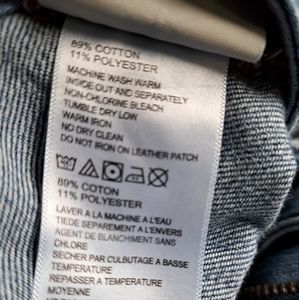 89% COTTON
11% POLYESTER
MACHINE WASH WARM
INSIDE OUT AND SEPARATELY
NON-CHLORINE BLEACH
TUMBLE DRY LOW
WARM IRON
NO DRY CLEAN
DO NOT IRON ON LEATHER PATCH
89% COTTON
11% POLYESTER
LAVER A LA MACHINE A L'EAU
TIEDE SEPAREMENT A L'ENVERS
AGENT DE BLANCHIMENT SANS
CHLORE
SECHER PAR CULBUTAGE A BASSE
TEMPERATURE
REPASSER A TEMPERATURE
MOYENNE